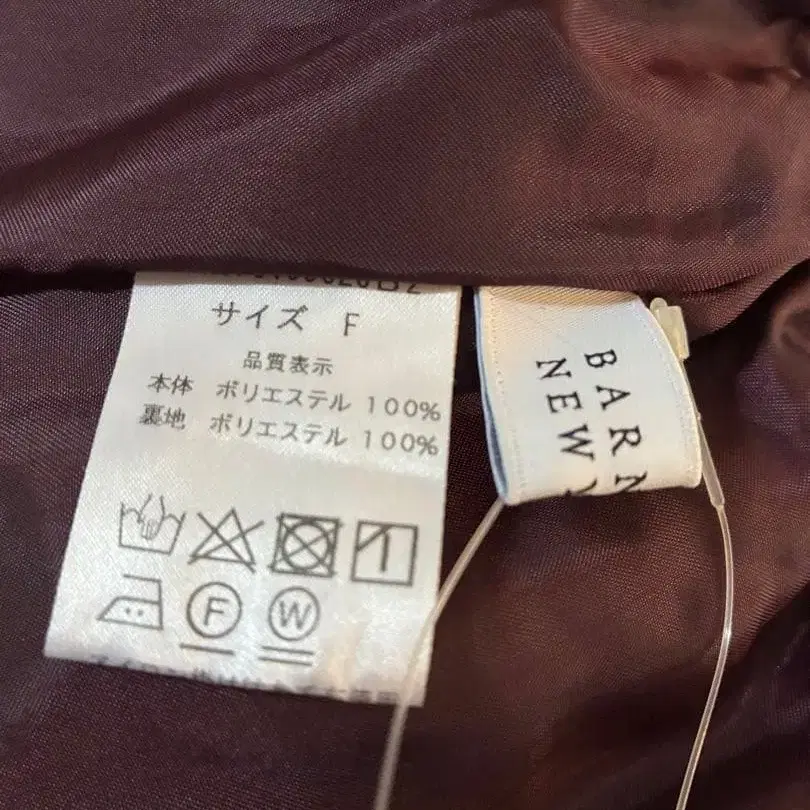 サイズ F
品質表示
本体 ポリエステル 100%
裏地 ポリエステル 100%
F
W
BARN
NEW